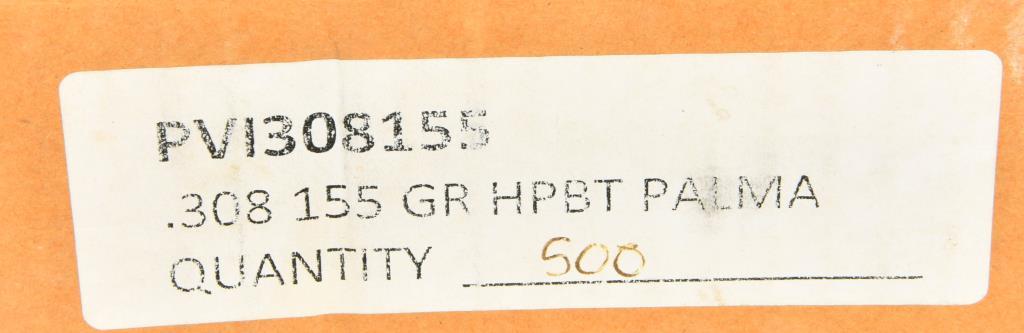 PVI308155
.308 155 GR HPBT PALMA
QUANTITY 500